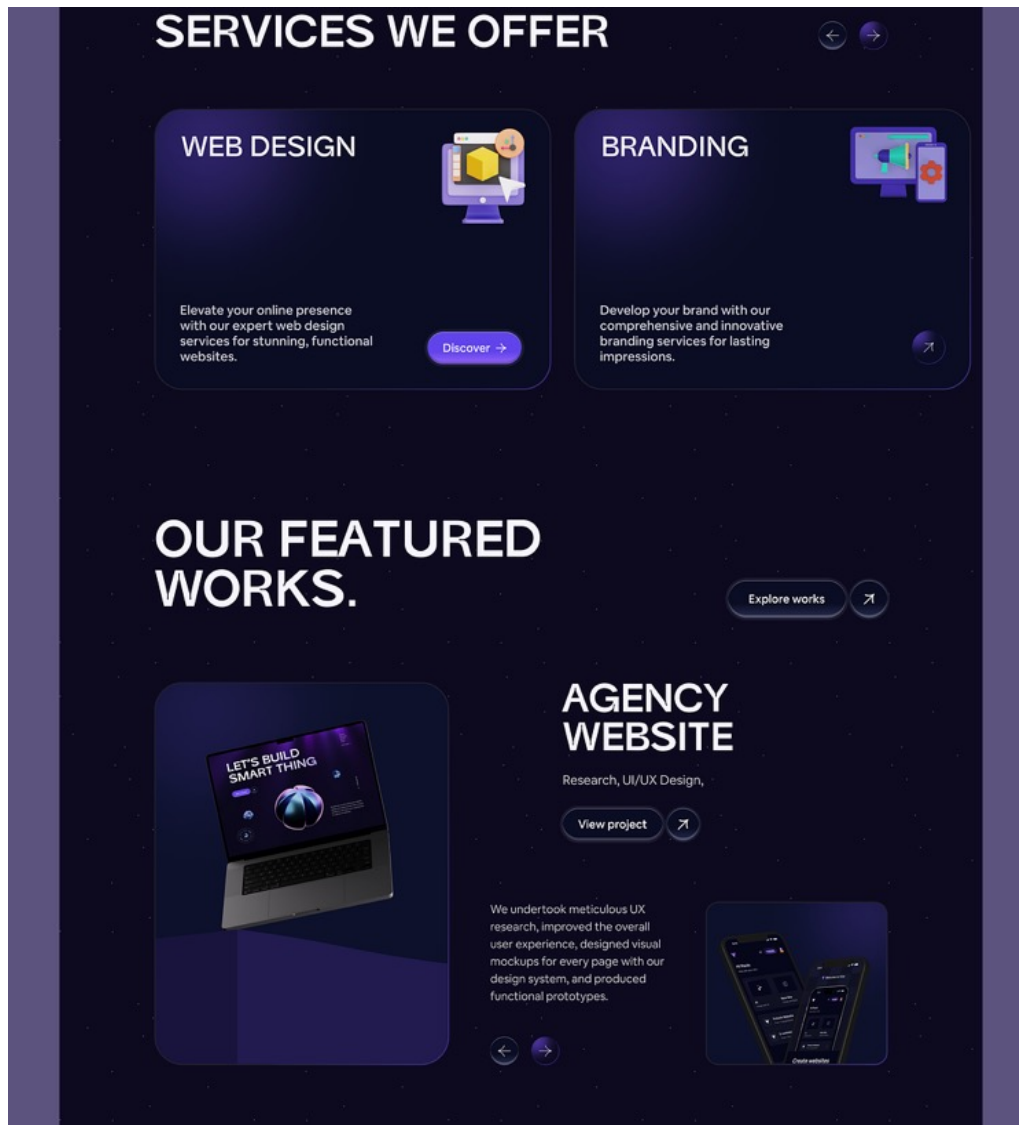 SERVICES WE OFFER
WEB DESIGN
Elevate your online presence
with our expert web design
services for stunning, functional
websites.
Discover →
BRANDING
Develop your brand with our
comprehensive and innovative
branding services for lasting
impressions.
OUR FEATURED
WORKS.
Explore works
LET'S BUILD
SMART THING
AGENCY
WEBSITE
Research, UI/UX Design,
View project
We undertook meticulous UX
research, improved the overall
user experience, designed visual
mockups for every page with our
design system, and produced
functional prototypes.
Create websites